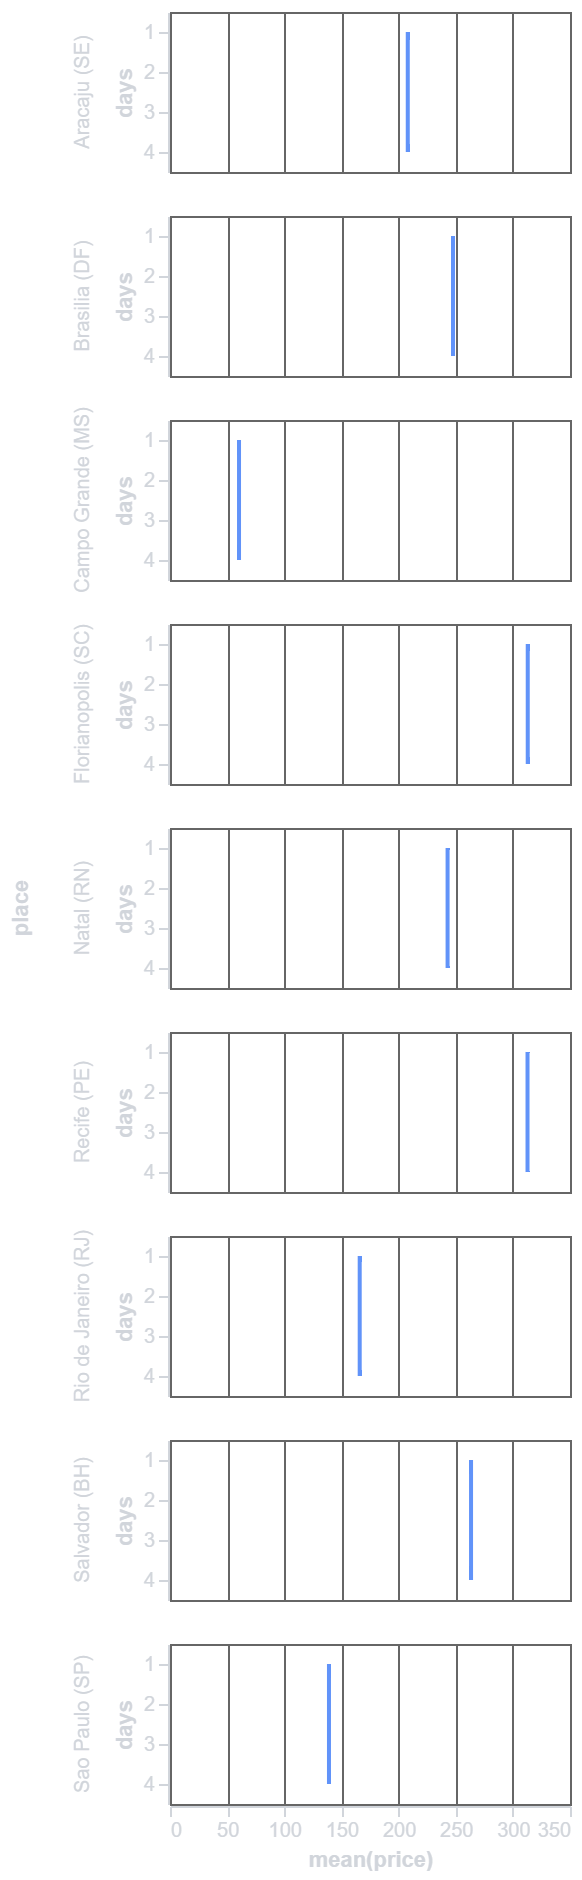 place
Aracaju (SE)
days
1
2
3
4
Brasilia (DF)
days
1
2
3
4
Campo Grande (MS)
days
1
2
3
4
Florianopolis (SC)
days
1
2
3
4
Natal (RN)
days
1
2
3
4
Recife (PE)
days
1
2
3
4
Rio de Janeiro (RJ)
days
1
2
3
4
Salvador (BH)
days
1
2
3
4
Sao Paulo (SP)
days
1
2
3
4
0 50 100 150 200 250 300 350
mean(price)